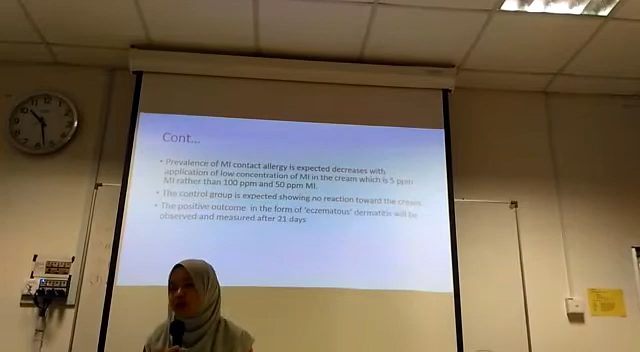 Cont...
• Prevalence of MI contact allergy is expected decreases with
application of low concentration of MI in the cream which is 5 ppm
MI rather than 100 ppm and 50 ppm MI.
• The control group is expected showing no reaction toward the cream.
• The positive outcome in the form of 'eczematous' dermatitis will be
observed and measured after 21 days